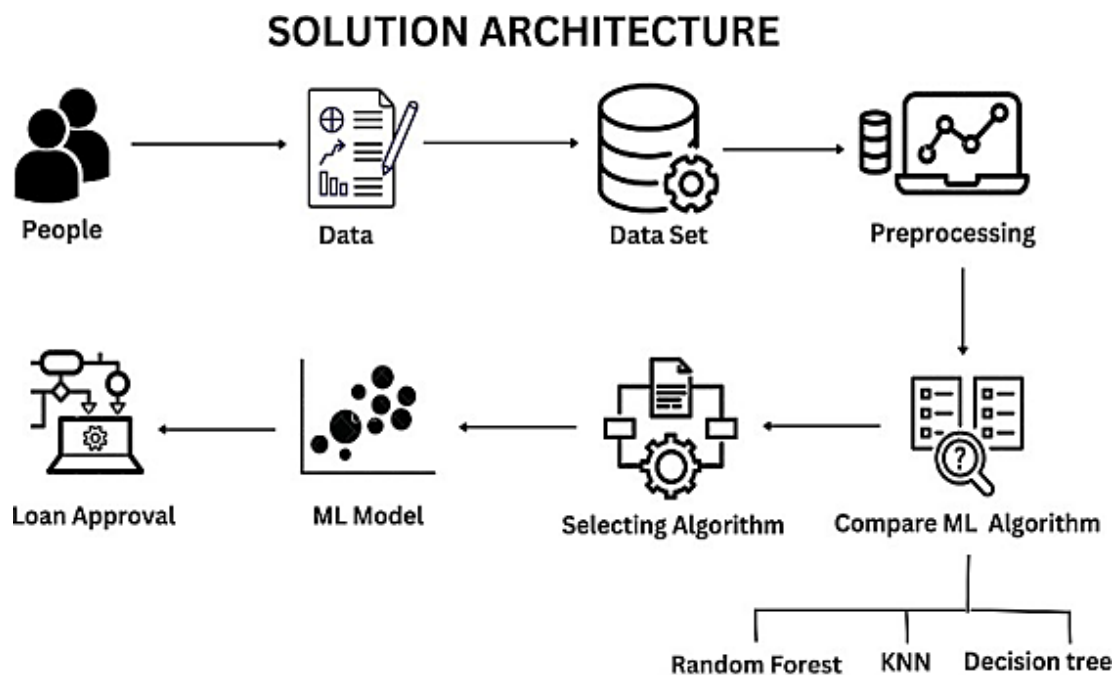 SOLUTION ARCHITECTURE
People
Data
Data Set
Preprocessing
Loan Approval
ML Model
Selecting Algorithm
Compare ML Algorithm
?
Random Forest
KNN
Decision tree